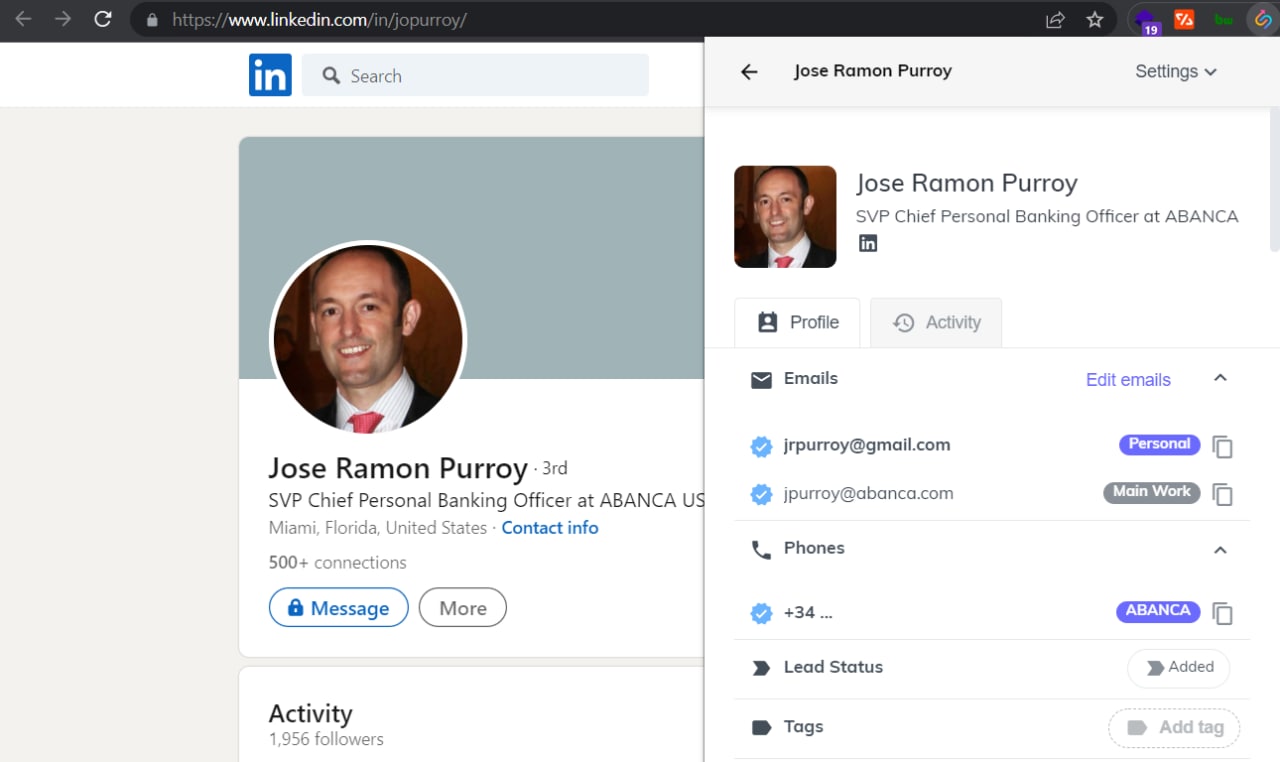 https://www.linkedin.com/in/jopurroy/
19
bw
in
Search
Jose Ramon Purroy · 3rd
SVP Chief Personal Banking Officer at ABANCA US
Miami, Florida, United States · Contact info
500+ connections
Message
More
Activity
1,956 followers
Jose Ramon Purroy
Settings
Jose Ramon Purroy
SVP Chief Personal Banking Officer at ABANCA
in
Profile
Activity
Emails
Edit emails
jrpurroy@gmail.com
Personal
jpurroy@abanca.com
Main Work
Phones
+34 ...
ABANCA
Lead Status
Added
Tags
Add tag